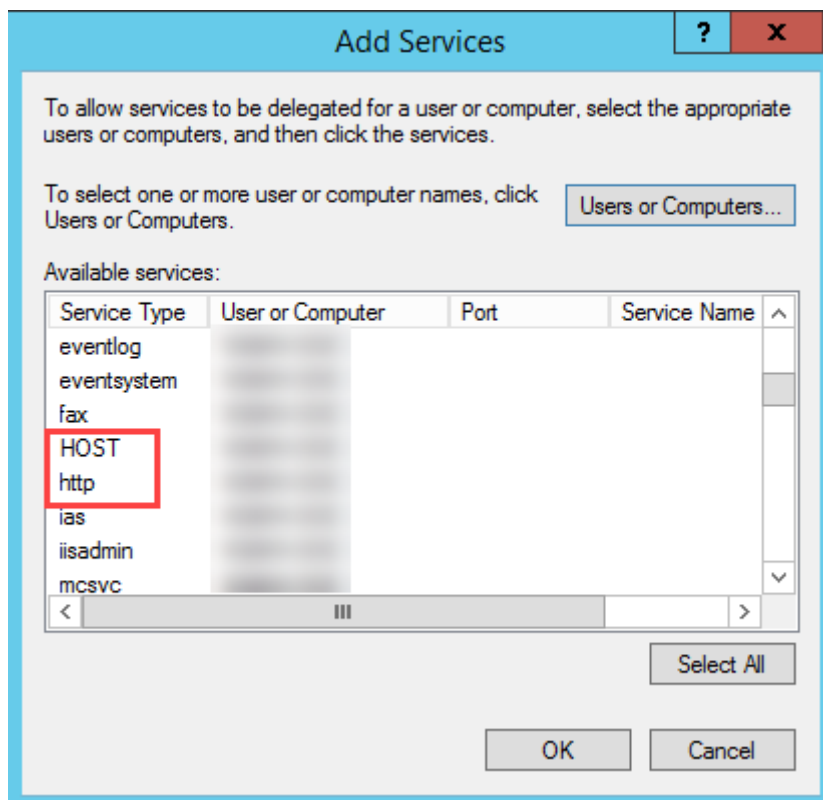 Add Services
?
x
To allow services to be delegated for a user or computer, select the appropriate
users or computers, and then click the services.
To select one or more user or computer names, click
Users or Computers.
Users or Computers...
Available services:
Service Type User or Computer Port Service Name
eventlog
eventsystem
fax
HOST
http
ias
iisadmin
mcsvc
Select All
OK Cancel